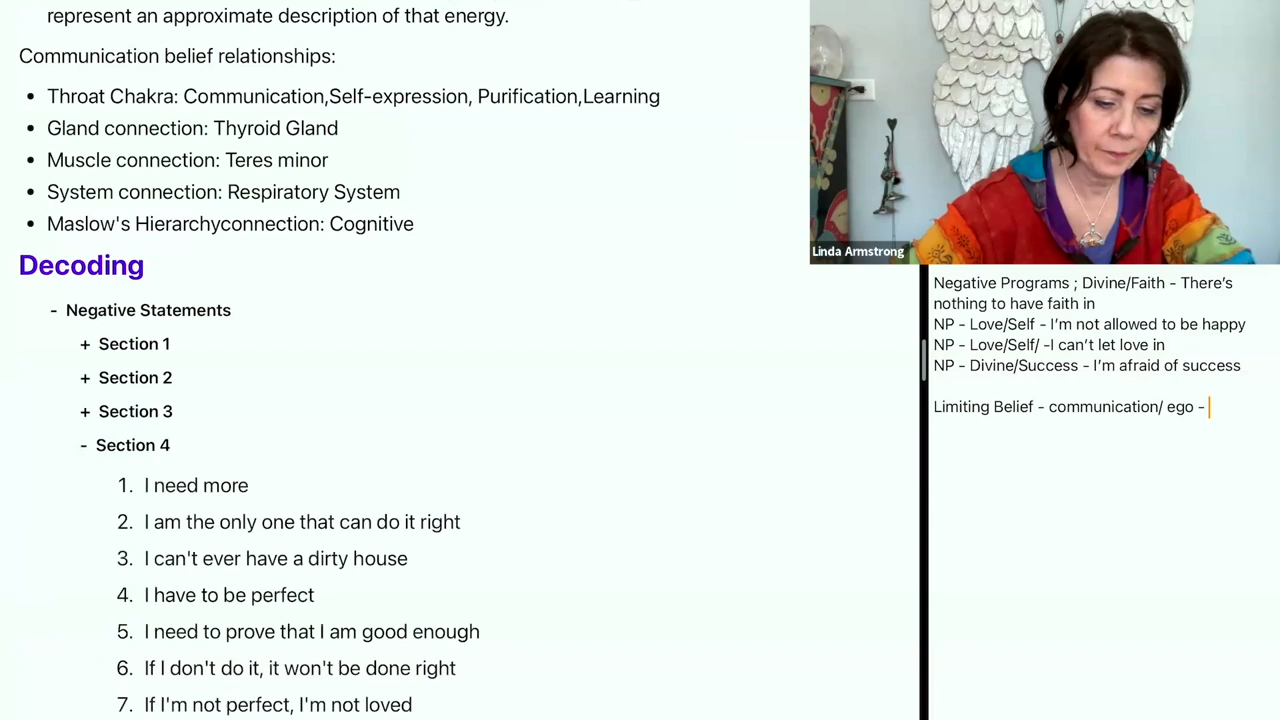 represent an approximate description of that energy.
Communication belief relationships:
• Throat Chakra: Communication,Self-expression, Purification,Learning
• Gland connection: Thyroid Gland
• Muscle connection: Teres minor
• System connection: Respiratory System
• Maslow's Hierarchyconnection: Cognitive
Decoding
- Negative Statements
+ Section 1
+ Section 2
+ Section 3
- Section 4
1. I need more
2. I am the only one that can do it right
3. I can't ever have a dirty house
4. I have to be perfect
5. I need to prove that I am good enough
6. If I don't do it, it won't be done right
7. If I'm not perfect, I'm not loved
Linda Armstrong
Negative Programs ; Divine/Faith - There's
nothing to have faith in
NP - Love/Self - I'm not allowed to be happy
NP - Love/Self/ -I can't let love in
NP - Divine/Success - I'm afraid of success
Limiting Belief - communication/ ego -